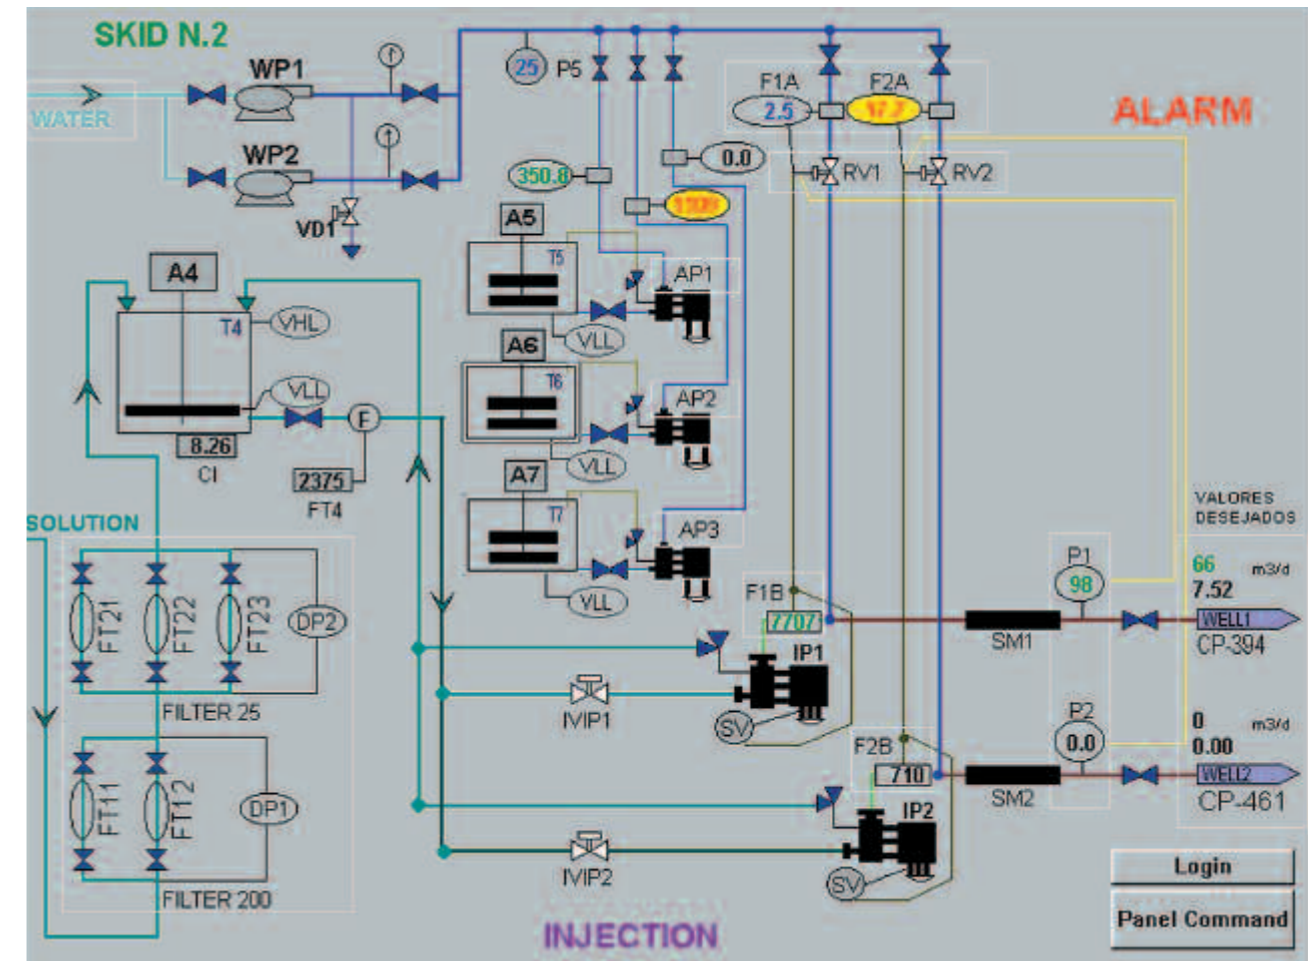 SKID N.2
WP1
25
P5
F1A
F2A
2.5
17.7
ALARM
WATER
WP2
350.8
0.0
RV1
RV2
VD1
A5
T5
AP1
VLL
A4
T4
VHL
VLL
8.26
CI
F
2375
FT4
A6
T6
AP2
VLL
A7
T7
AP3
VLL
VALORES
DESEJADOS
SOLUTION
FT21
FT22
FT23
DP2
FILTER 25
F1B
7707
IP1
SV
IVIP1
SM1
P1
98
66 m3/d
7.52
WELL1
CP-394
FT11
FT12
DP1
FILTER 200
F2B
710
IP2
SV
IVIP2
SM2
P2
0.0
0 m3/d
0.00
WELL2
CP-461
INJECTION
Login
Panel Command